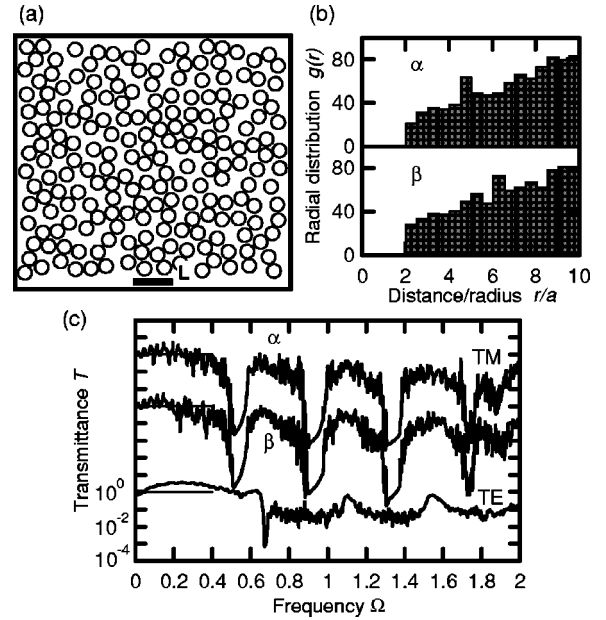 (a)
L
(b)
Radial distribution g(r)
80
α
40
0
80
β
40
0
0 2 4 6 8 10
Distance/radius r/a
(c)
Transmittance T
α
TM
β
TE
10⁰
10⁻²
10⁻⁴
0 0.2 0.4 0.6 0.8 1 1.2 1.4 1.6 1.8 2
Frequency Ω